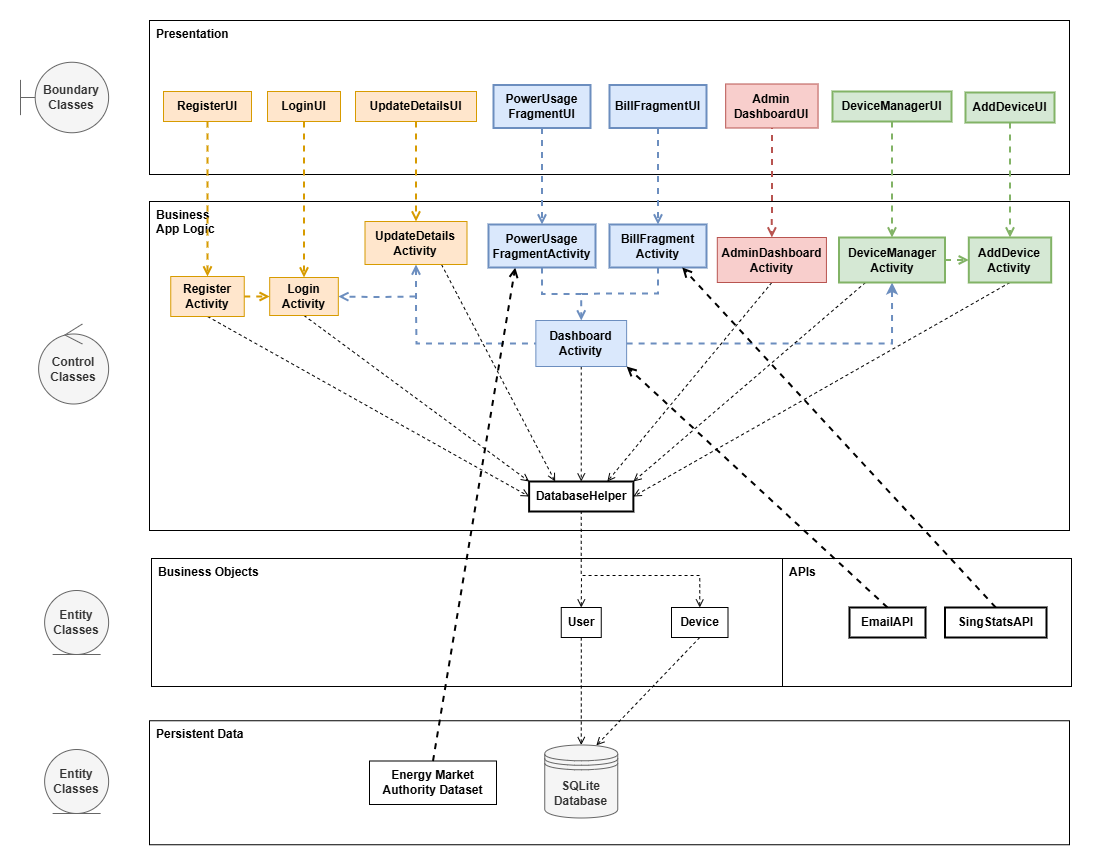 Presentation
Boundary
Classes
RegisterUI
LoginUI
UpdateDetailsUI
PowerUsage
FragmentUI
BillFragmentUI
Admin
DashboardUI
DeviceManagerUI
AddDeviceUI
Business
App Logic
UpdateDetails
Activity
PowerUsage
FragmentActivity
BillFragment
Activity
AdminDashboard
Activity
DeviceManager
Activity
AddDevice
Activity
Register
Activity
Login
Activity
Dashboard
Activity
Control
Classes
DatabaseHelper
Business Objects
APIs
Entity
Classes
User
Device
EmailAPI
SingStatsAPI
Persistent Data
Entity
Classes
Energy Market
Authority Dataset
SQLite
Database